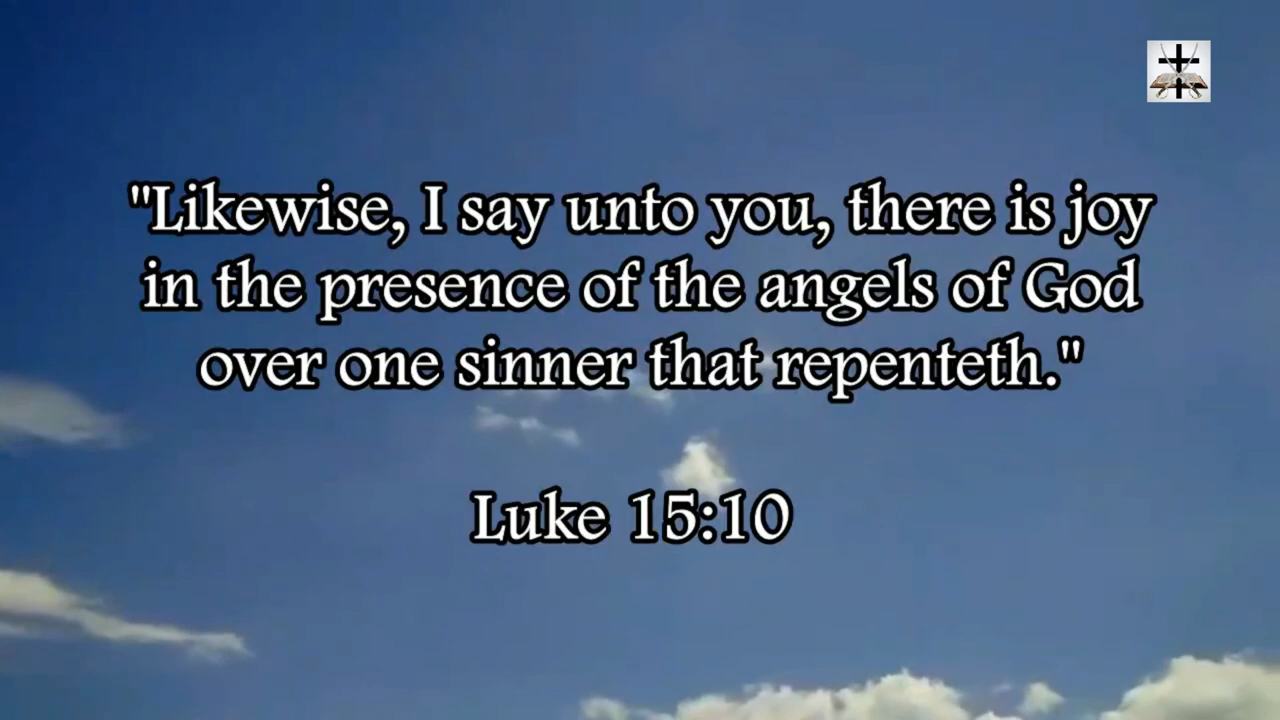 "Likewise, I say unto you, there is joy
in the presence of the angels of God
over one sinner that repenteth."
Luke 15:10